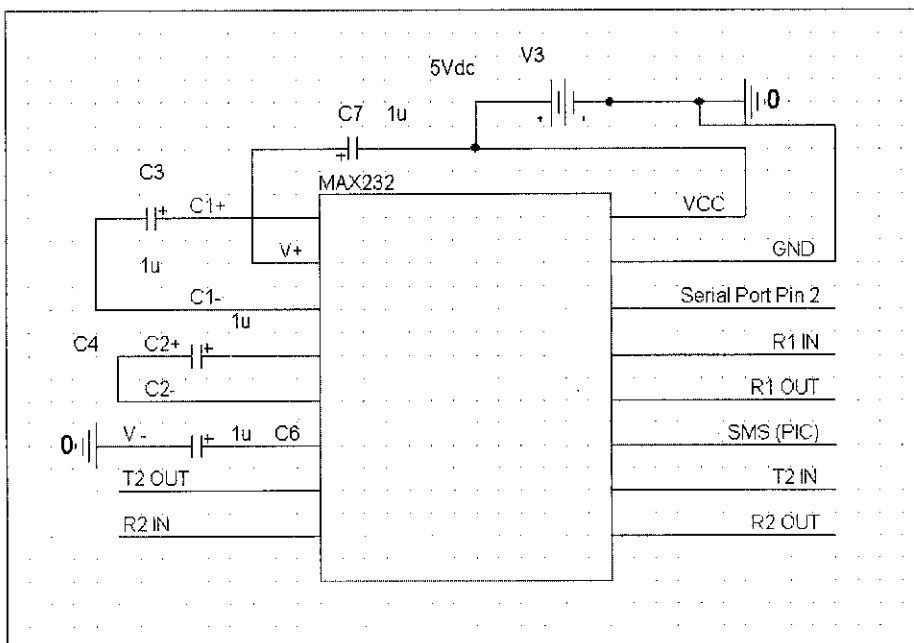 5Vdc V3
0
C7 1u
C3
MAX232
C1+ VCC
V+ GND
1u
C1- Serial Port Pin 2
1u
C4 C2+ R1 IN
C2- R1 OUT
0 V - 1u C6 SMS (PIC)
T2 OUT T2 IN
R2 IN R2 OUT